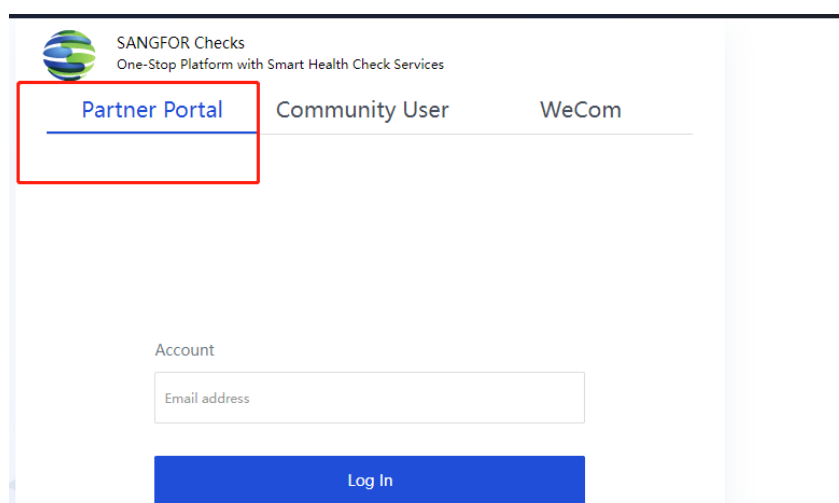 SANGFOR Checks
One-Stop Platform with Smart Health Check Services
Partner Portal Community User WeCom
Account
Email address
Log In